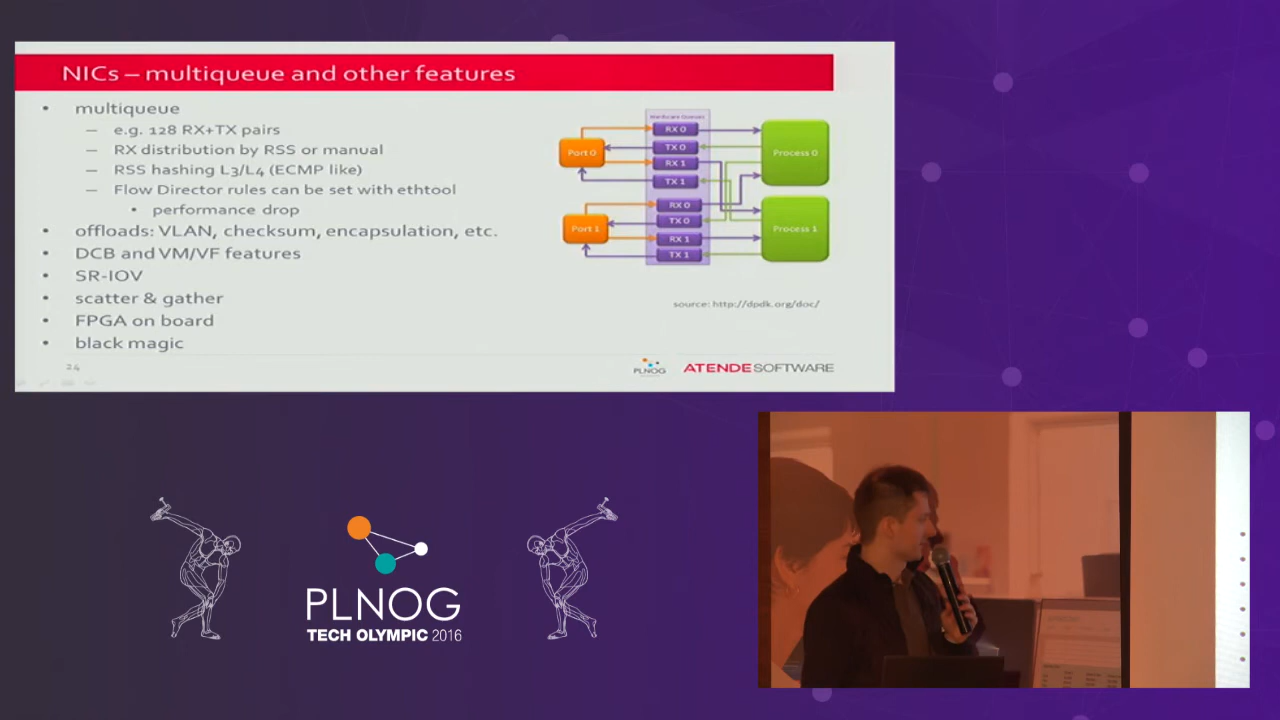 NICs – multiqueue and other features
• multiqueue
– e.g. 128 RX+TX pairs
– RX distribution by RSS or manual
– RSS hashing L3/L4 (ECMP like)
– Flow Director rules can be set with ethtool
• performance drop
• offloads: VLAN, checksum, encapsulation, etc.
• DCB and VM/VF features
• SR-IOV
• scatter & gather
• FPGA on board
• black magic
Hardware Queues
Port 0
RX 0
TX 0
RX 1
TX 1
Process 0
Port 1
RX 0
TX 0
RX 1
TX 1
Process 1
source: http://dpdk.org/doc/
24
PLNOG
ATENDESOFTWARE
PLNOG
TECH OLYMPIC 2016